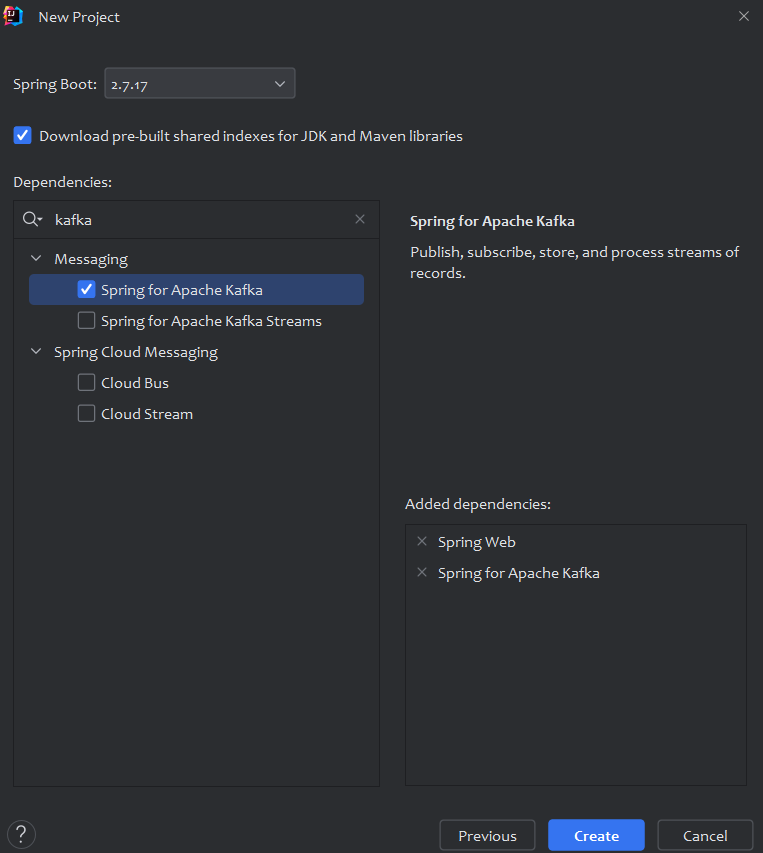 New Project
Spring Boot: 2.7.17
Download pre-built shared indexes for JDK and Maven libraries
Dependencies:
kafka
Messaging
Spring for Apache Kafka
Spring for Apache Kafka Streams
Spring Cloud Messaging
Cloud Bus
Cloud Stream
Spring for Apache Kafka
Publish, subscribe, store, and process streams of
records.
Added dependencies:
Spring Web
Spring for Apache Kafka
?
Previous
Create
Cancel